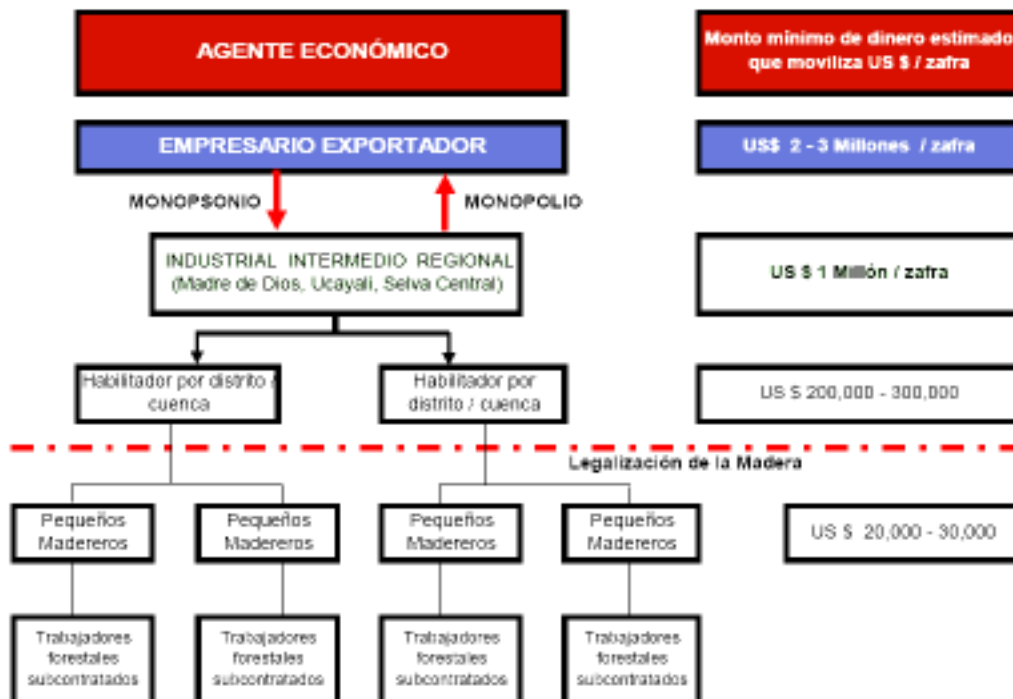 AGENTE ECONÓMICO
Monto mínimo de dinero estimado
que moviliza US $ / zafra
EMPRESARIO EXPORTADOR
US$ 2 - 3 Millones / zafra
MONOPSONIO
MONOPOLIO
INDUSTRIAL INTERMEDIO REGIONAL
(Madre de Dios, Ucayali, Selva Central)
US $ 1 Millón / zafra
Habilitador por distrito /
cuenca
Habilitador por
distrito / cuenca
US $ 200,000 - 300,000
Legalización de la Madera
Pequeños
Madereros
Pequeños
Madereros
Pequeños
Madereros
Pequeños
Madereros
US $ 20,000 - 30,000
Trabajadores
forestales
subcontratados
Trabajadores
forestales
subcontratados
Trabajadores
forestales
subcontratados
Trabajadores
forestales
subcontratados